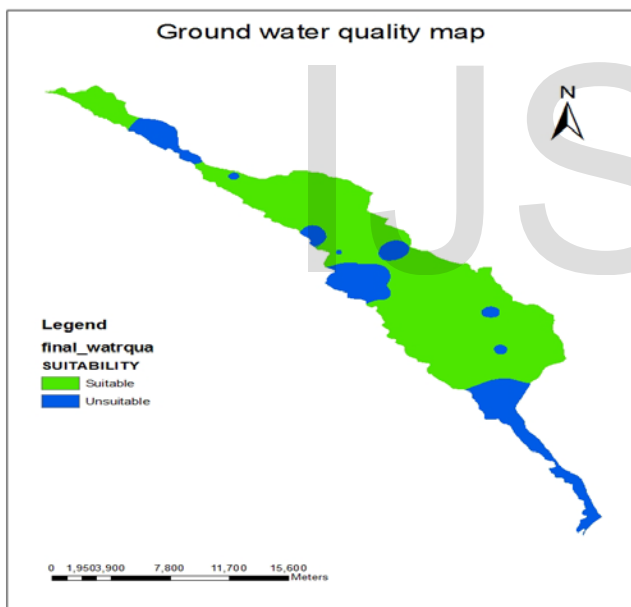 Ground water quality map
IJS
N
Legend
final_watrqua
SUITABILITY
Suitable
Unsuitable
0 1,9503,900 7,800 11,700 15,600
Meters